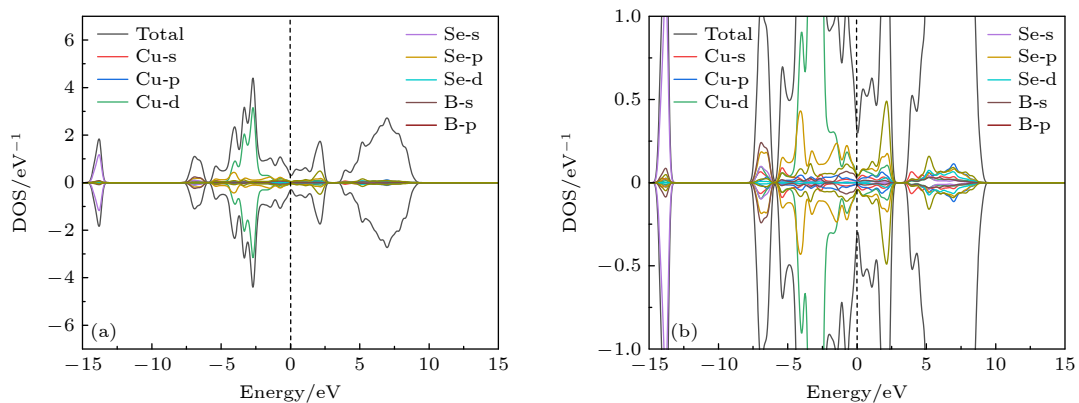 DOS/eV−1
6
4
2
0
−2
−4
−6
Total
Cu-s
Cu-p
Cu-d
Se-s
Se-p
Se-d
B-s
B-p
(a)
−15 −10 −5 0 5 10 15
Energy/eV
DOS/eV−1
1.0
0.5
0
−0.5
−1.0
Total
Cu-s
Cu-p
Cu-d
Se-s
Se-p
Se-d
B-s
B-p
(b)
−15 −10 −5 0 5 10 15
Energy/eV